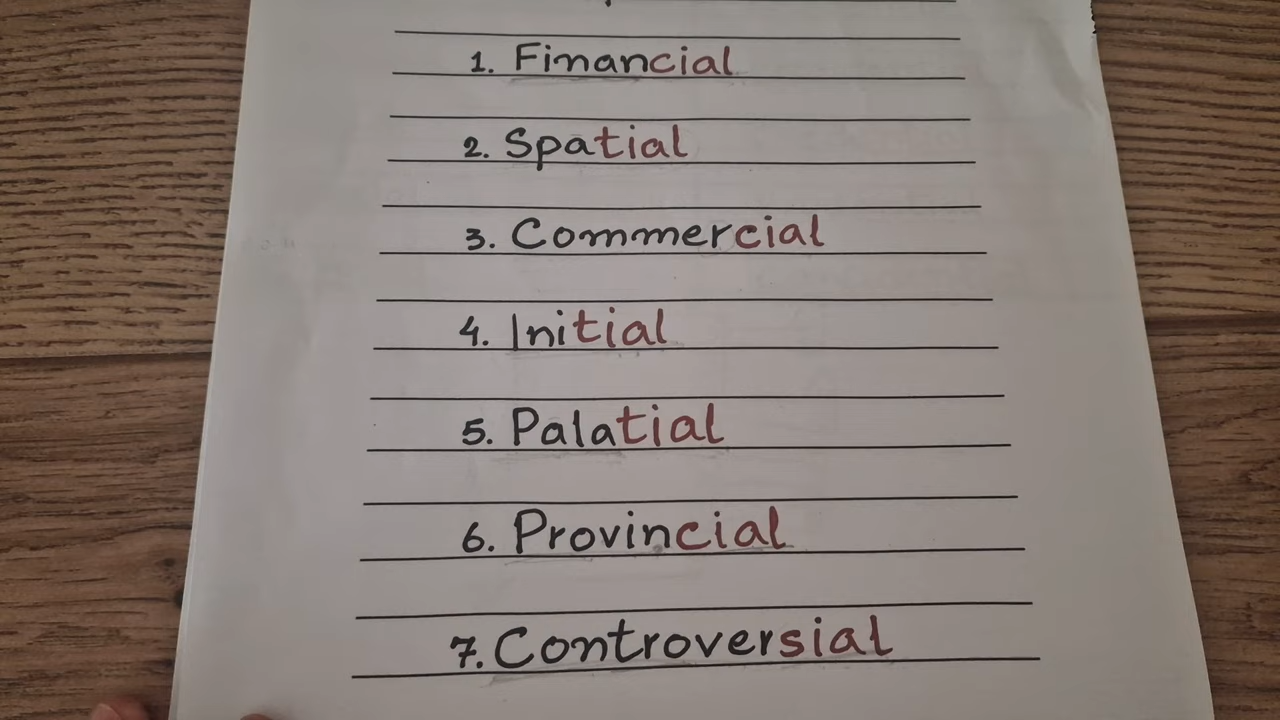 1. Financial
2. Spatial
3. Commercial
4. Initial
5. Palatial
6. Provincial
7. Controversial